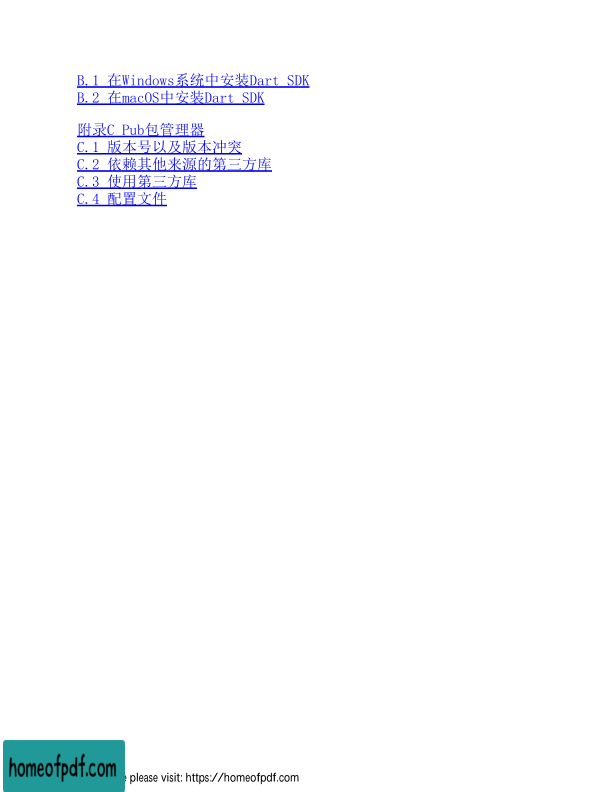 B.1 在Windows系统中安装Dart SDK
B.2 在macOS中安装Dart SDK
附录C Pub包管理器
C.1 版本号以及版本冲突
C.2 依赖其他来源的第三方库
C.3 使用第三方库
C.4 配置文件
homeofpdf.com
please visit: https://homeofpdf.com